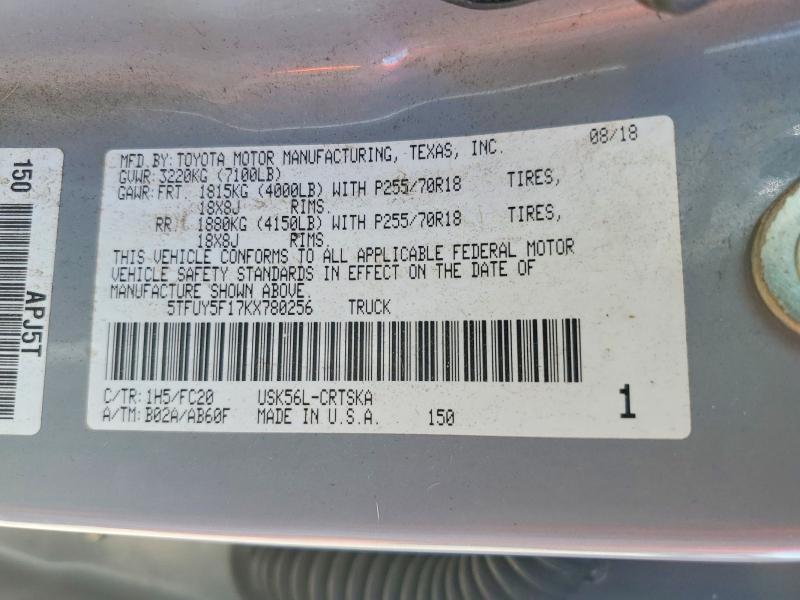 150
APJ5T
08/18
MFD.BY:TOYOTA MOTOR MANUFACTURING, TEXAS, INC.
GVWR:3220KG (7100LB)
GAWR:FRT 1815KG (4000LB) WITH P255/70R18 TIRES,
18X8J RIMS.
RR 1880KG (4150LB) WITH P255/70R18 TIRES,
18X8J RIMS.
THIS VEHICLE CONFORMS TO ALL APPLICABLE FEDERAL MOTOR
VEHICLE SAFETY STANDARDS IN EFFECT ON THE DATE OF
MANUFACTURE SHOWN ABOVE.
5TFUY5F17KX780256 TRUCK
C/TR:1H5/FC20 USK56L-CRTSKA
A/TM:B02A/AB60F MADE IN U.S.A. 150 1